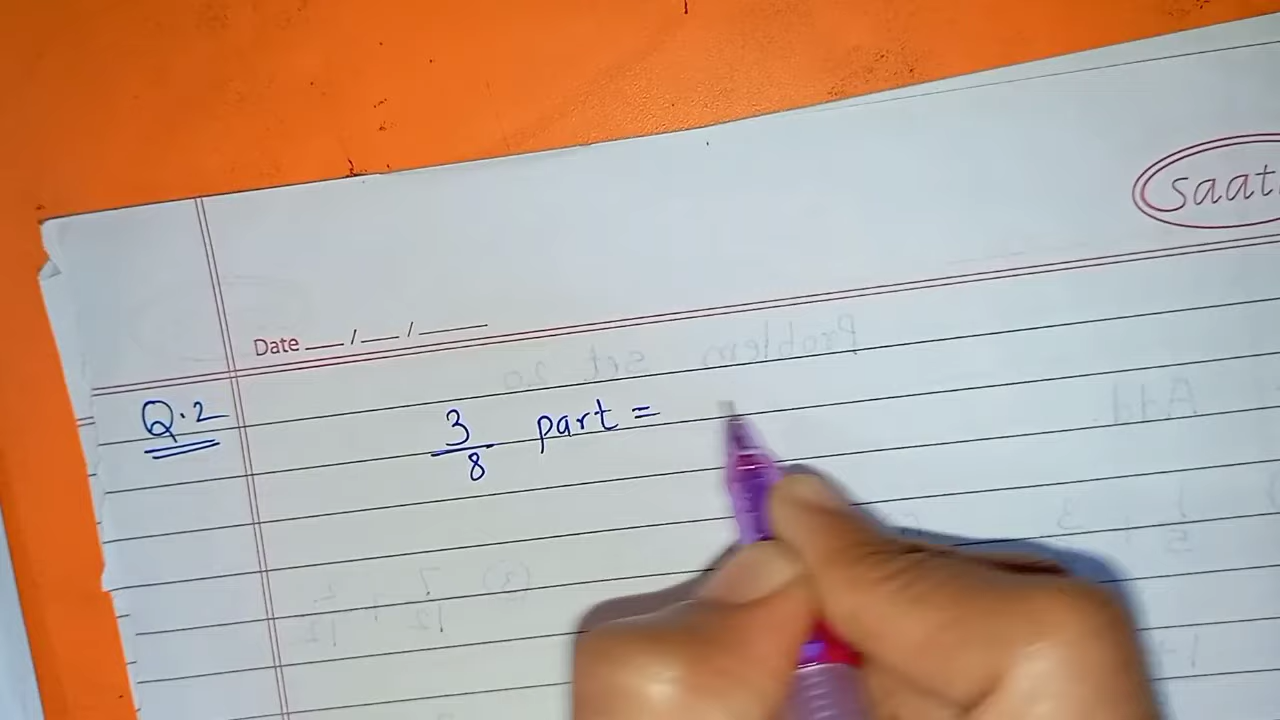 Saat
Date __/__/____
Q.2 3/8 part =